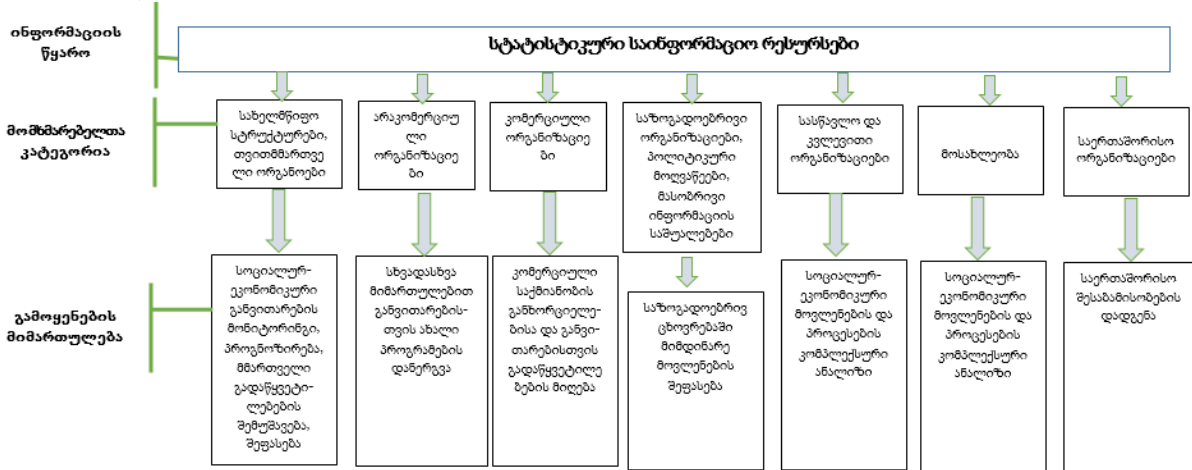 ინფორმაციის
წყარო
სტატისტიკური საინფორმაციო რესურსები
მომხმარებელთა
კატეგორია
სახელმწიფო
სტრუქტურები,
თვითმმართვე
ლი ორგანოები
არაკომერციუ
ლი
ორგანიზაციე
ბი
კომერციული
ორგანიზაციე
ბი
საზოგადოებრივი
ორგანიზაციები,
პოლიტიკური
მოღვაწეები,
მასობრივი
ინფორმაციის
საშუალებები
სასწავლო და
კვლევითი
ორგანიზაციები
მოსახლეობა
საერთაშორისო
ორგანიზაციები
გამოყენების
მიმართულება
სოციალურ-
ეკონომიკური
განვითარების
მონიტორინგი,
პროგნოზირება,
მმართველი
გადაწყვეტი-
ლებების
შემუშავება,
შეფასება
სხვადასხვა
მიმართულებით
განვითარების-
თვის ახალი
პროგრამების
დანერგვა
კომერციული
საქმიანობის
განხორციელე-
ბისა და განვი-
თარებისთვის
გადაწყვეტილე
ბების მიღება
საზოგადოებრივ
ცხოვრებაში
მიმდინარე
მოვლენების
შეფასება
სოციალურ-
ეკონომიკური
მოვლენების და
პროცესების
კომპლექსური
ანალიზი
სოციალურ-
ეკონომიკური
მოვლენების და
პროცესების
კომპლექსური
ანალიზი
საერთაშორისო
შესაბამისობების
დადგენა